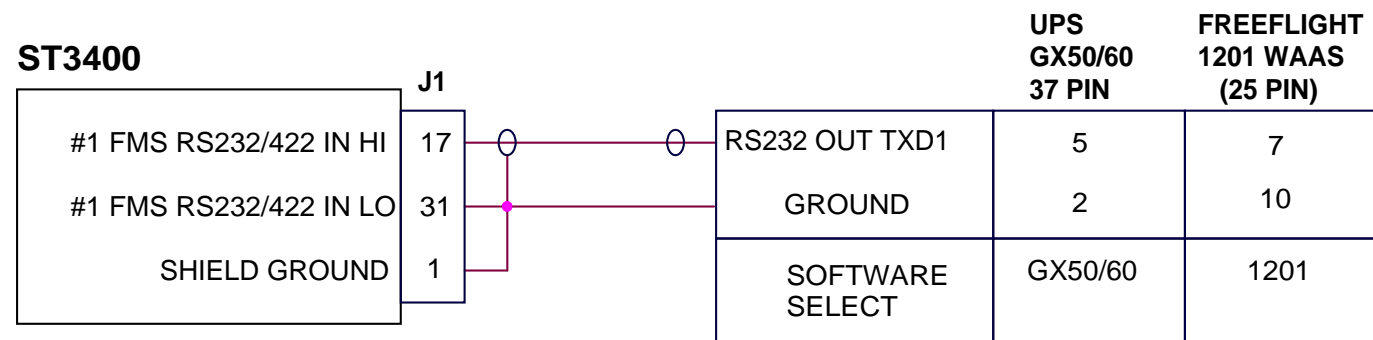 UPS FREEFLIGHT
ST3400 GX50/60 1201 WAAS
J1 37 PIN (25 PIN)
#1 FMS RS232/422 IN HI 17 RS232 OUT TXD1 5 7
#1 FMS RS232/422 IN LO 31 GROUND 2 10
SHIELD GROUND 1 SOFTWARE GX50/60 1201
SELECT